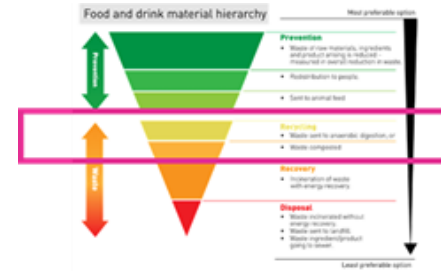 Food and drink material hierarchy
Most preferable option
Prevention
Prevention
• Waste of raw materials, ingredients
and product arising is reduced –
measured in overall reduction in waste.
• Redistribution to people.
• Sent to animal feed
Recycling
• Waste sent to anaerobic digestion, or
• Waste composted
Waste
Recovery
• Incineration of waste
with energy recovery
Disposal
• Waste incinerated without
energy recovery.
• Waste sent to landfill.
• Waste ingredient/product
going to sewer.
Least preferable option